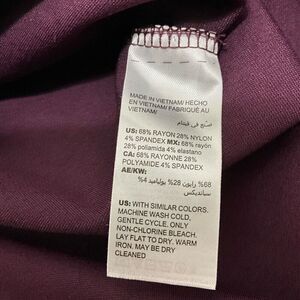 MADE IN VIETNAM/ HECHO
EN VIETNAM/ FABRIQUÉ AU
VIETNAM/
صنع في فيتنام
US: 68% RAYON 28% NYLON
4% SPANDEX MX: 68% rayón
28% poliamida 4% elastano
CA: 68% RAYONNE 28%
POLYAMIDE 4% SPANDEX
AE/KW:
68% رايون 28% بوليامید 4%
سباندیكس
US: WITH SIMILAR COLORS.
MACHINE WASH COLD,
GENTLE CYCLE. ONLY
NON-CHLORINE BLEACH.
LAY FLAT TO DRY. WARM
IRON. MAY BE DRY
CLEANED